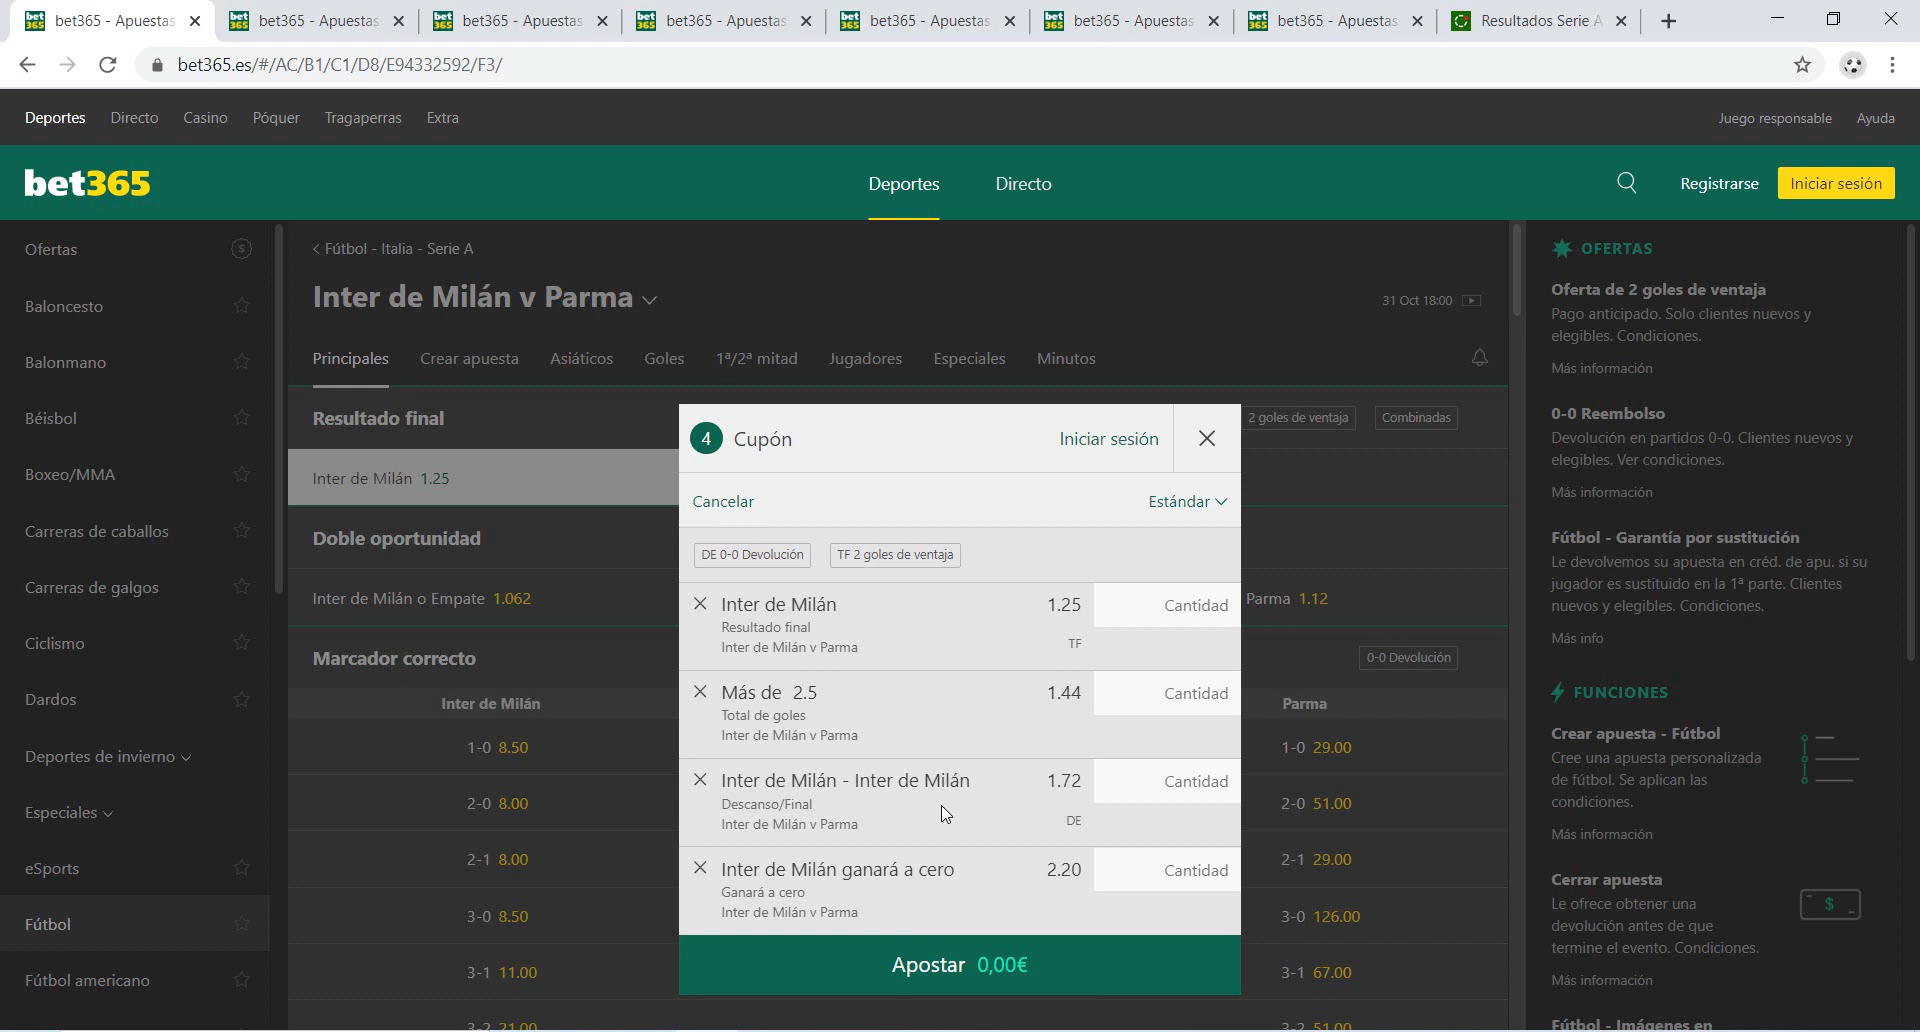 bet365 - Apuestas bet365 - Apuestas bet365 - Apuestas bet365 - Apuestas bet365 - Apuestas bet365 - Apuestas bet365 - Apuestas Resultados Serie A
bet365.es/#/AC/B1/C1/D8/E94332592/F3/
Deportes Directo Casino Póquer Tragaperras Extra Juego responsable Ayuda
bet365 Deportes Directo Registrarse Iniciar sesión
Ofertas
Baloncesto
Balonmano
Béisbol
Boxeo/MMA
Carreras de caballos
Carreras de galgos
Ciclismo
Dardos
Deportes de invierno
Especiales
eSports
Fútbol
Fútbol americano
< Fútbol - Italia - Serie A
Inter de Milán v Parma
31 Oct 18:00
Principales Crear apuesta Asiáticos Goles 1ª/2ª mitad Jugadores Especiales Minutos
Resultado final 2 goles de ventaja Combinadas
Inter de Milán 1.25
Doble oportunidad
Inter de Milán o Empate 1.062 Parma 1.12
Marcador correcto 0-0 Devolución
Inter de Milán Parma
1-0 8.50 1-0 29.00
2-0 8.00 2-0 51.00
2-1 8.00 2-1 29.00
3-0 8.50 3-0 126.00
3-1 11.00 3-1 67.00
3-2 21.00 3-2 51.00
4 Cupón Iniciar sesión
Cancelar Estándar
DE 0-0 Devolución TF 2 goles de ventaja
Inter de Milán 1.25 Cantidad
Resultado final
Inter de Milán v Parma TF
Más de 2.5 1.44 Cantidad
Total de goles
Inter de Milán v Parma
Inter de Milán - Inter de Milán 1.72 Cantidad
Descanso/Final
Inter de Milán v Parma DE
Inter de Milán ganará a cero 2.20 Cantidad
Ganará a cero
Inter de Milán v Parma
Apostar 0,00€
OFERTAS
Oferta de 2 goles de ventaja
Pago anticipado. Solo clientes nuevos y
elegibles. Condiciones.
Más información
0-0 Reembolso
Devolución en partidos 0-0. Clientes nuevos y
elegibles. Ver condiciones.
Más información
Fútbol - Garantía por sustitución
Le devolvemos su apuesta en créd. de apu. si su
jugador es sustituido en la 1ª parte. Clientes
nuevos y elegibles. Condiciones.
Más info
FUNCIONES
Crear apuesta - Fútbol
Cree una apuesta personalizada
de fútbol. Se aplican las
condiciones.
Más información
Cerrar apuesta
Le ofrece obtener una
devolución antes de que
termine el evento. Condiciones.
Más información
Fútbol - Imágenes en